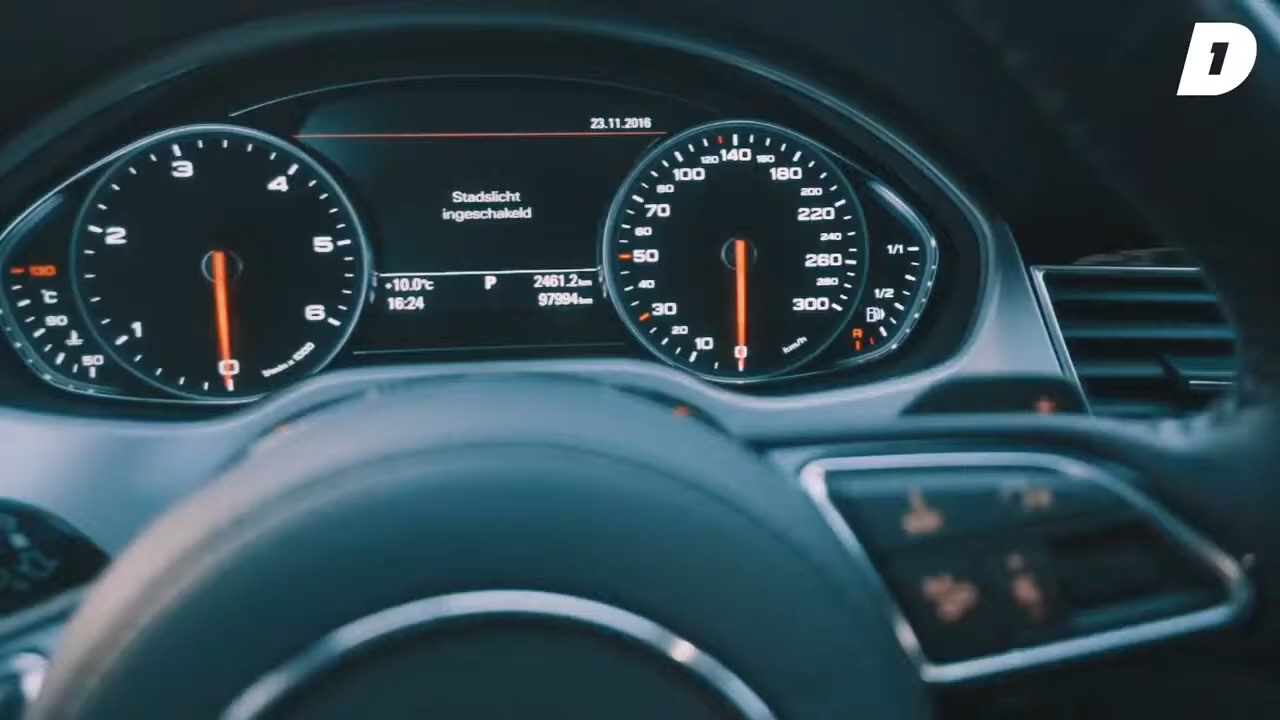 D1
23.11.2016
Stadslicht
ingeschakeld
+10.0°C P 2461.2km
16:24 97994km
1 2 3 4 5 6
0
130
°C
90
50
0 10 20 30 40 50 60 70 80 100 120 140 160 180 200 220 240 260 280 300
km/h
1/1
1/2
R